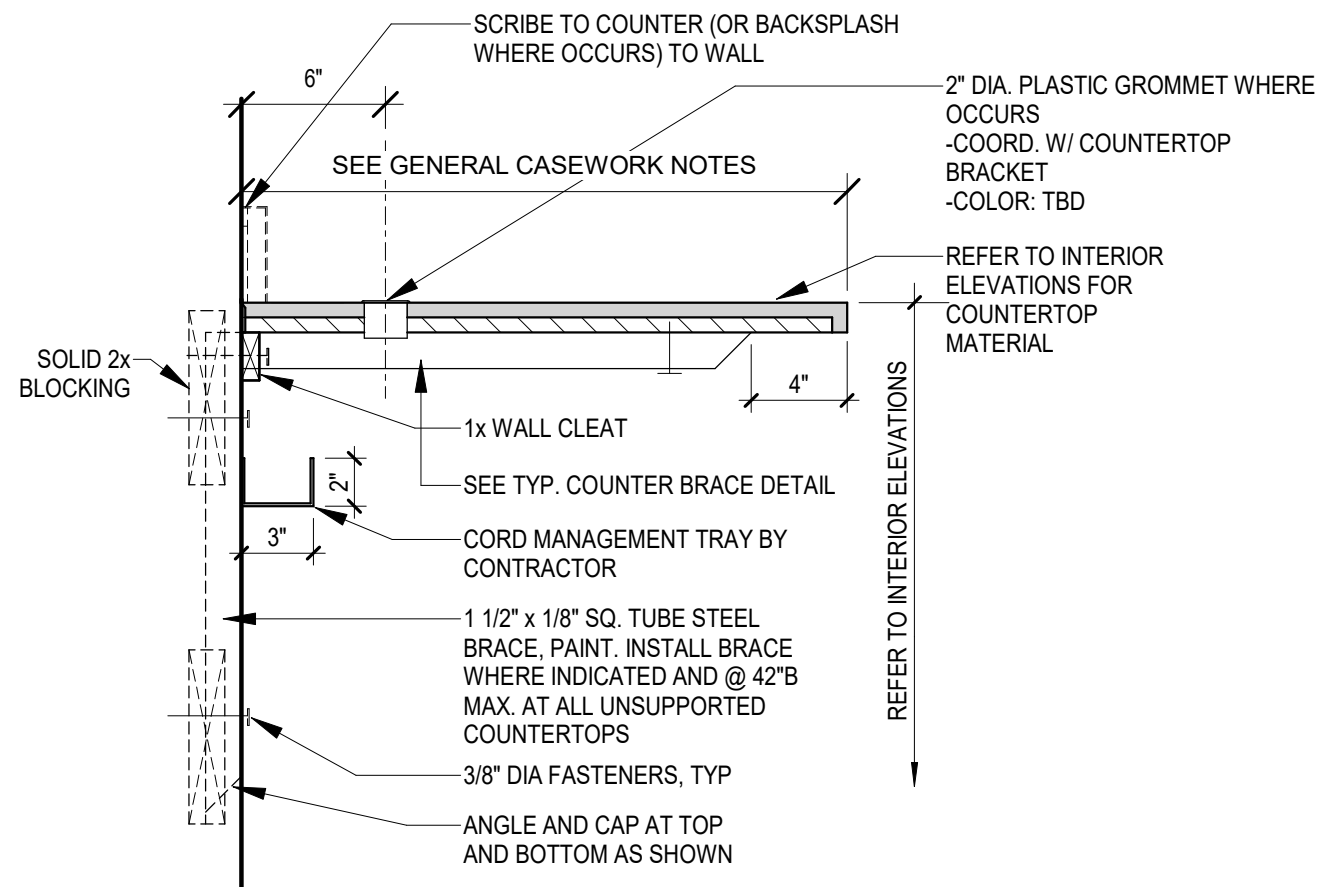 SCRIBE TO COUNTER (OR BACKSPLASH
WHERE OCCURS) TO WALL
6"
2" DIA. PLASTIC GROMMET WHERE
OCCURS
-COORD. W/ COUNTERTOP
BRACKET
-COLOR: TBD
SEE GENERAL CASEWORK NOTES
REFER TO INTERIOR
ELEVATIONS FOR
COUNTERTOP
MATERIAL
SOLID 2x
BLOCKING
4"
1x WALL CLEAT
SEE TYP. COUNTER BRACE DETAIL
2"
3"
CORD MANAGEMENT TRAY BY
CONTRACTOR
REFER TO INTERIOR ELEVATIONS
1 1/2" x 1/8" SQ. TUBE STEEL
BRACE, PAINT. INSTALL BRACE
WHERE INDICATED AND @ 42"B
MAX. AT ALL UNSUPPORTED
COUNTERTOPS
3/8" DIA FASTENERS, TYP
ANGLE AND CAP AT TOP
AND BOTTOM AS SHOWN